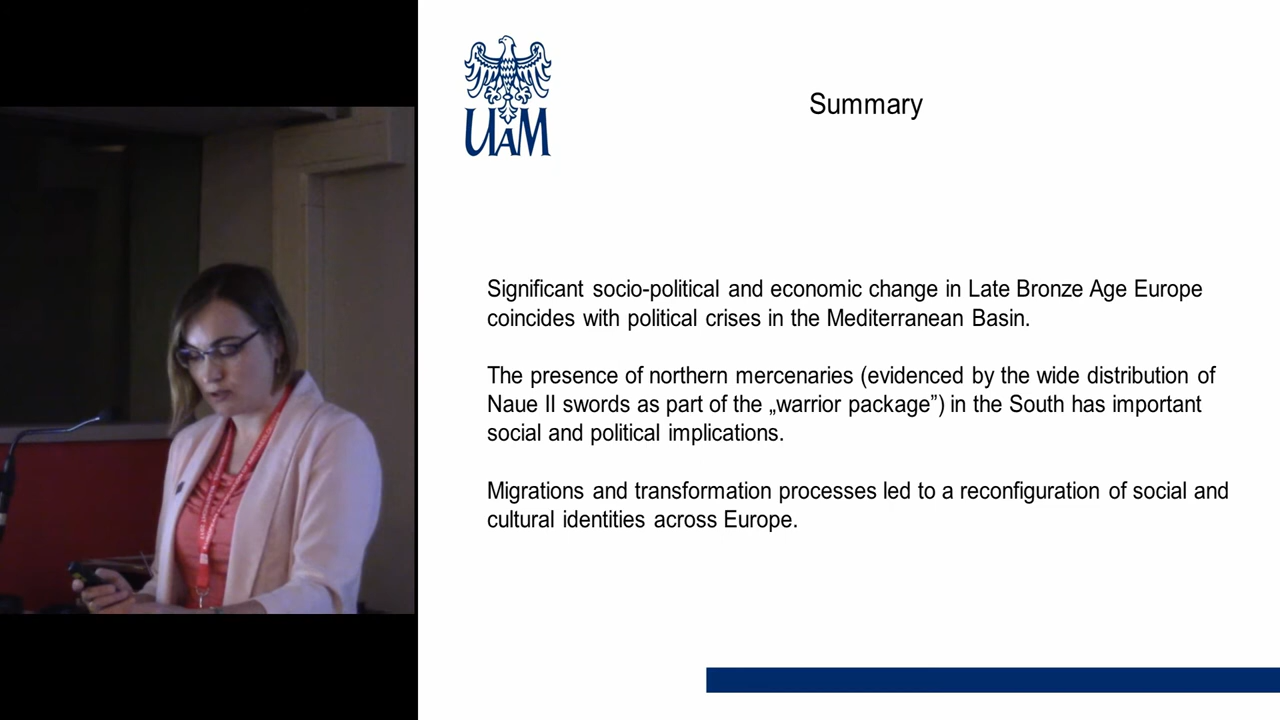 UAM
Summary
Significant socio-political and economic change in Late Bronze Age Europe
coincides with political crises in the Mediterranean Basin.
The presence of northern mercenaries (evidenced by the wide distribution of
Naue II swords as part of the „warrior package”) in the South has important
social and political implications.
Migrations and transformation processes led to a reconfiguration of social and
cultural identities across Europe.